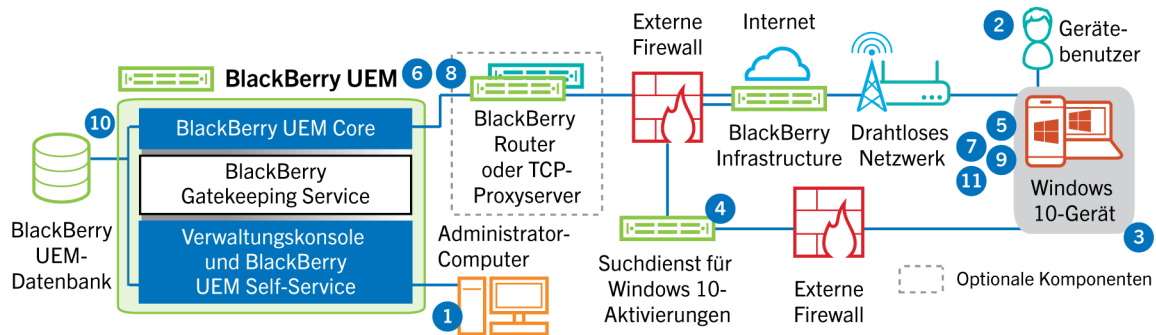 Externe
Firewall
Internet
2
Geräte-
benutzer
BlackBerry UEM
6
8
10
BlackBerry UEM Core
BlackBerry
Gatekeeping Service
Verwaltungskonsole
und BlackBerry
UEM Self-Service
BlackBerry
UEM-
Datenbank
BlackBerry
Router
oder TCP-
Proxyserver
BlackBerry
Infrastructure
Drahtloses
Netzwerk
5
7
9
11
Windows
10-Gerät
3
Administrator-
Computer
1
4
Suchdienst für
Windows 10-
Aktivierungen
Externe
Firewall
Optionale Komponenten